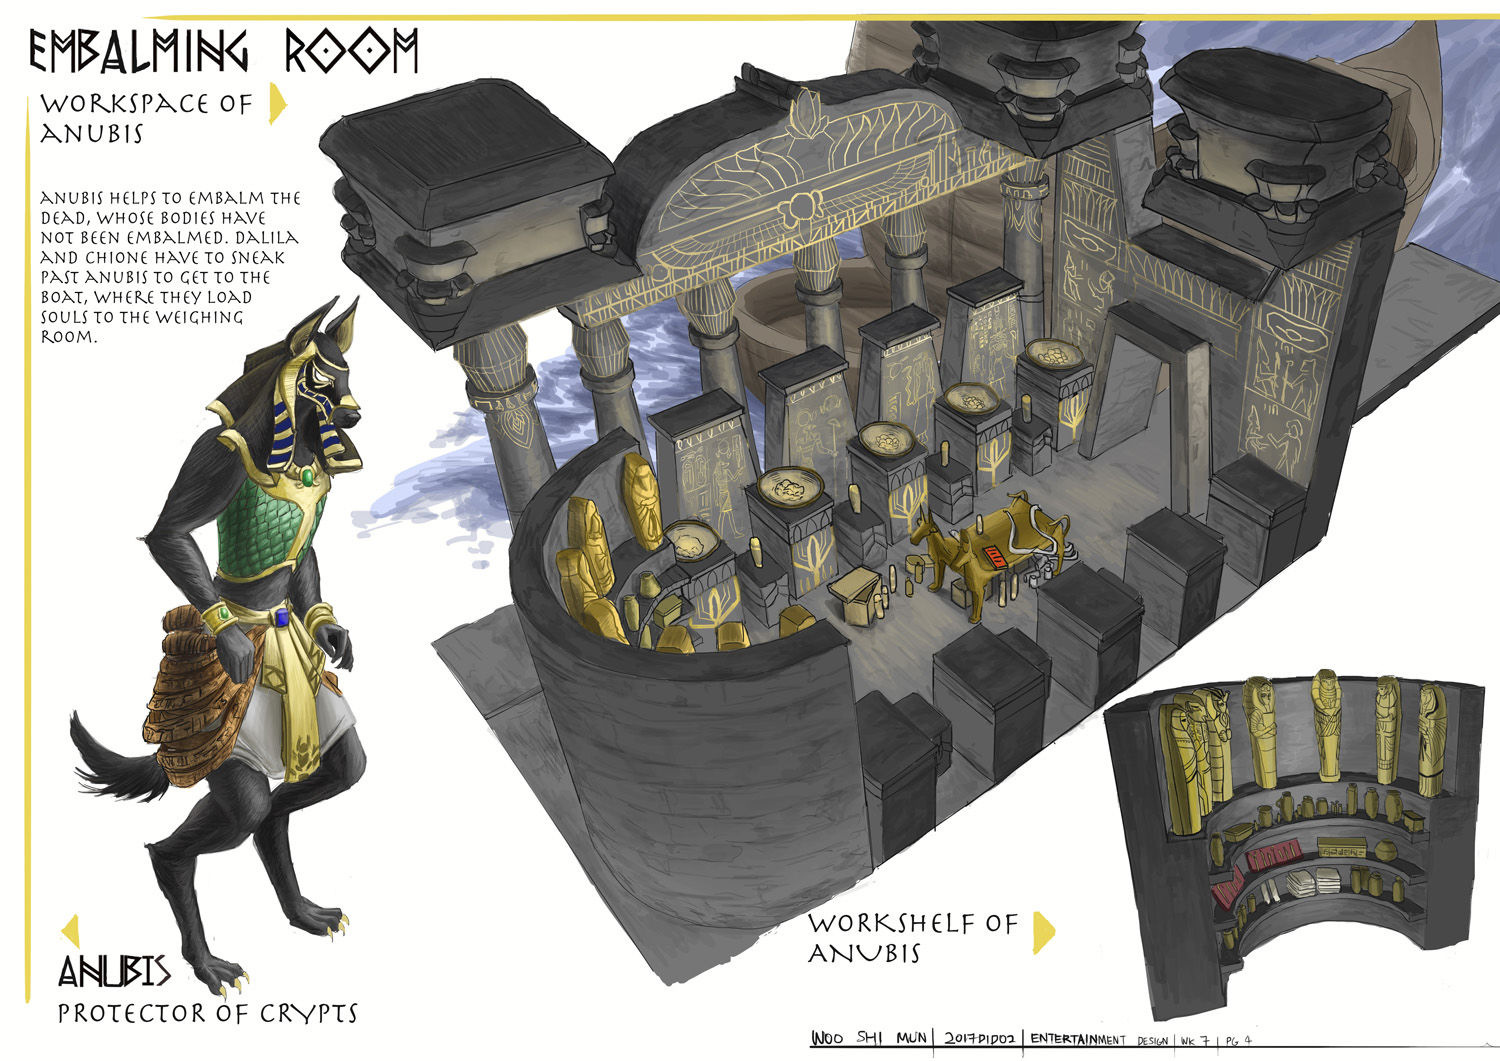 EMBALMING ROOM
WORKSPACE OF
ANUBIS
ANUBIS HELPS TO EMBALM THE
DEAD, WHOSE BODIES HAVE
NOT BEEN EMBALMED. DALILA
AND CHIONE HAVE TO SNEAK
PAST ANUBIS TO GET TO THE
BOAT, WHERE THEY LOAD
SOULS TO THE WEIGHING
ROOM.
ANUBIS
PROTECTOR OF CRYPTS
WORKSHELF OF
ANUBIS
WOO SHI MUN | 2017D1D02 | ENTERTAINMENT DESIGN | WK 7 | PG 4